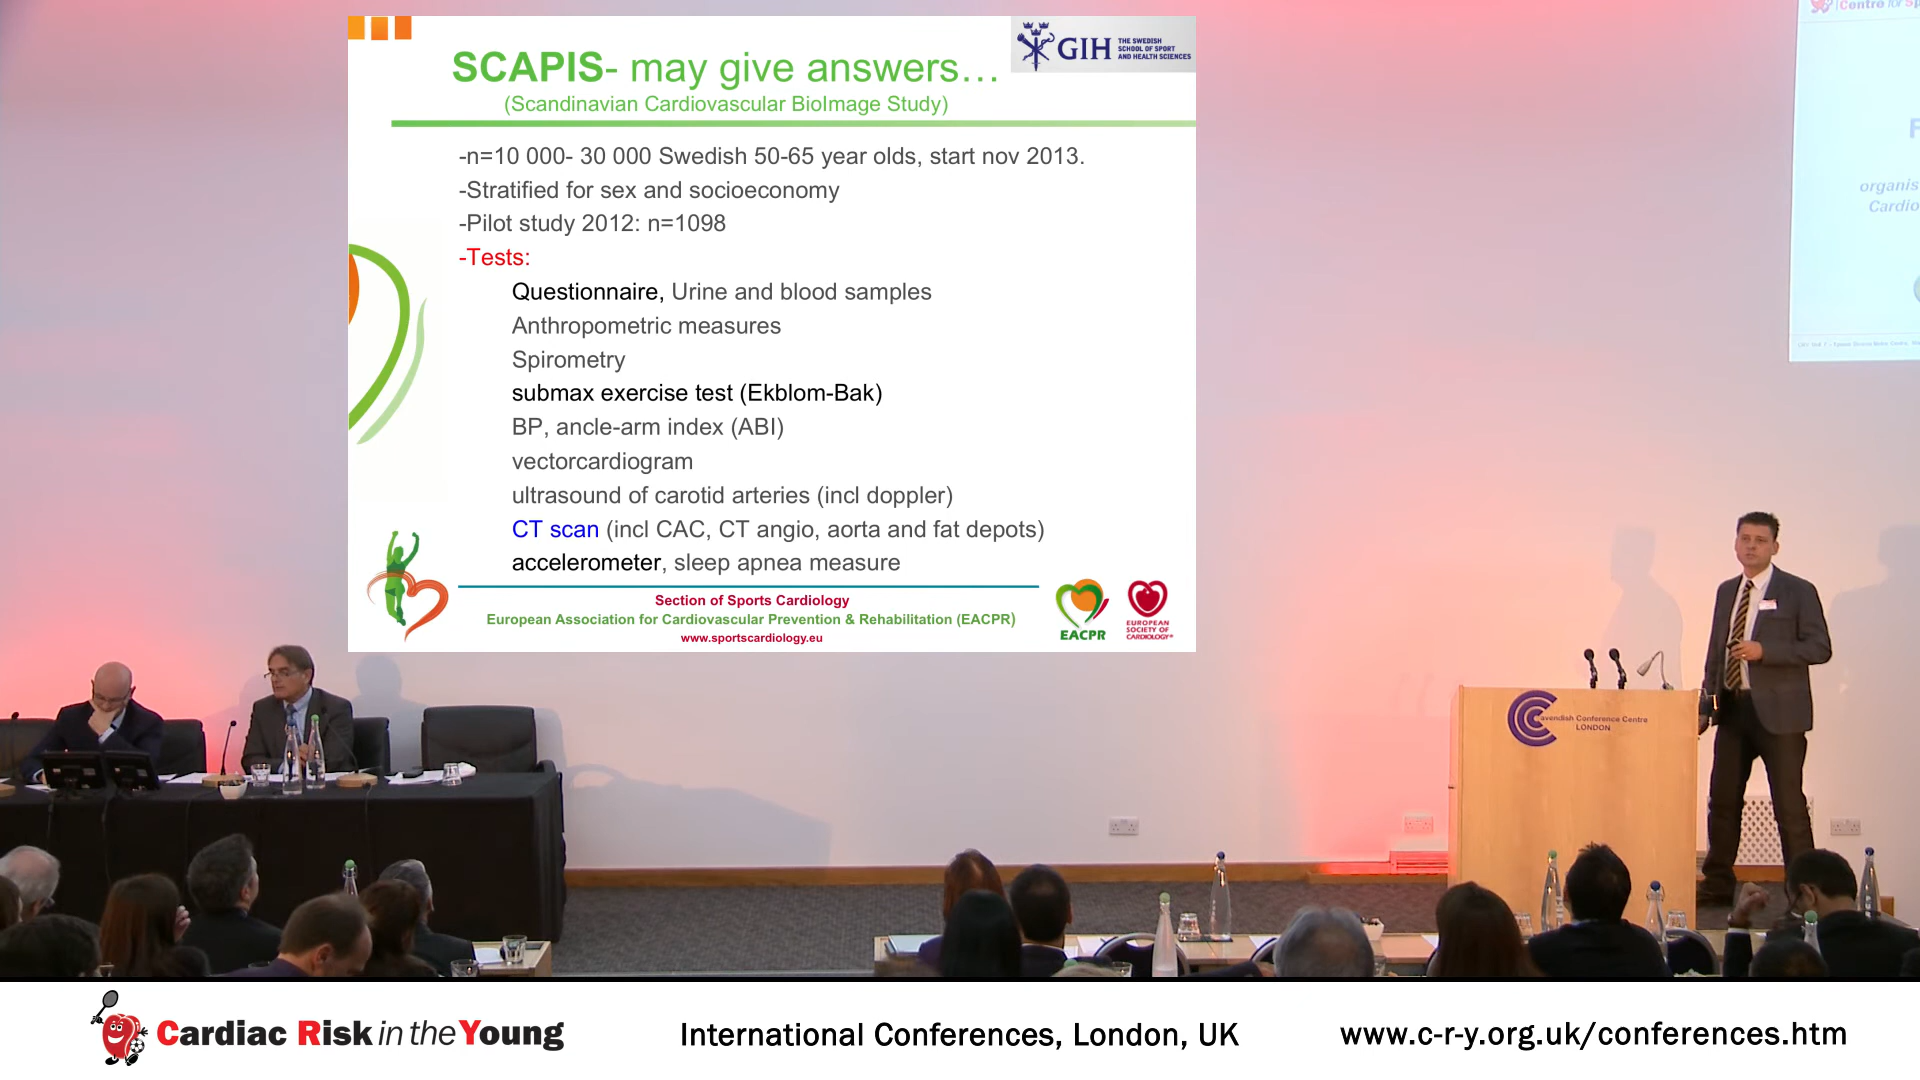 SCAPIS- may give answers…
(Scandinavian Cardiovascular BioImage Study)
GIH
THE SWEDISH
SCHOOL OF SPORT
AND HEALTH SCIENCES
-n=10 000- 30 000 Swedish 50-65 year olds, start nov 2013.
-Stratified for sex and socioeconomy
-Pilot study 2012: n=1098
-Tests:
Questionnaire, Urine and blood samples
Anthropometric measures
Spirometry
submax exercise test (Ekblom-Bak)
BP, ancle-arm index (ABI)
vectorcardiogram
ultrasound of carotid arteries (incl doppler)
CT scan (incl CAC, CT angio, aorta and fat depots)
accelerometer, sleep apnea measure
Section of Sports Cardiology
European Association for Cardiovascular Prevention & Rehabilitation (EACPR)
www.sportscardiology.eu
EACPR
EUROPEAN
SOCIETY OF
CARDIOLOGY®
organis
Cardio
Cavendish Conference Centre
LONDON
Cardiac Risk in the Young
International Conferences, London, UK
www.c-r-y.org.uk/conferences.htm